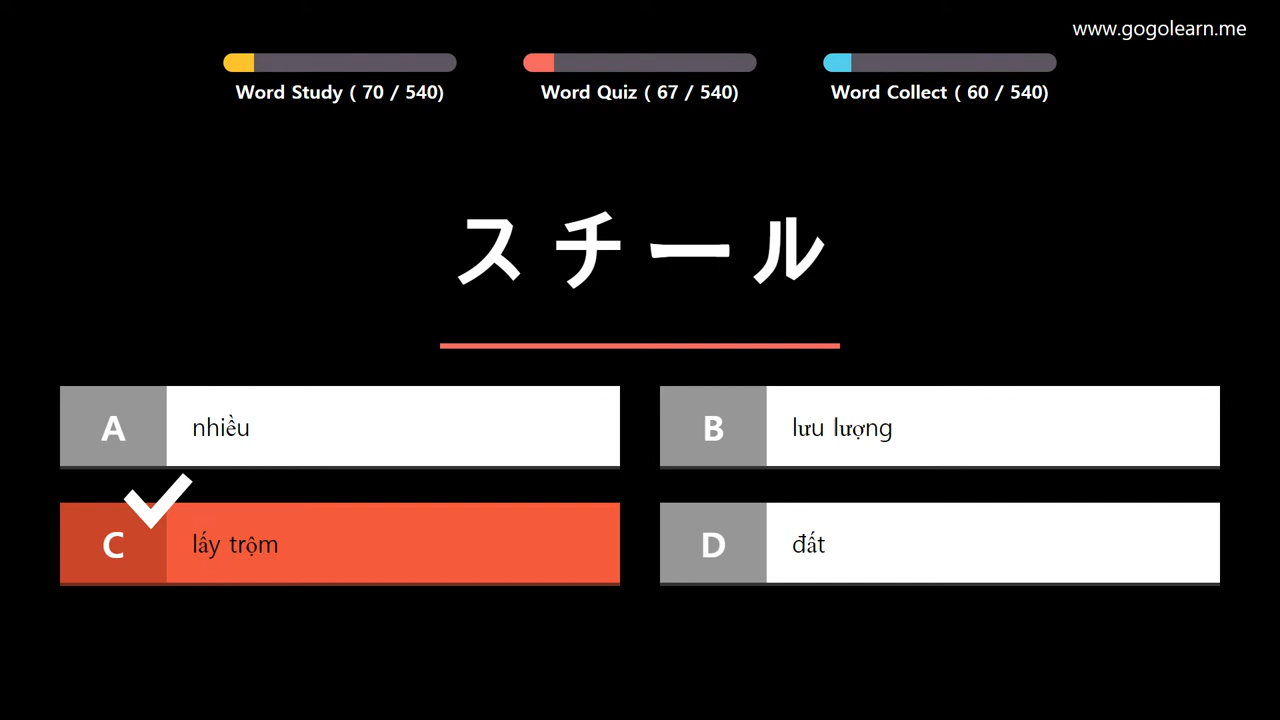 www.gogolearn.me
Word Study ( 70 / 540)
Word Quiz ( 67 / 540)
Word Collect ( 60 / 540)
スチール
A
nhiều
B
lưu lượng
C
lấy trộm
D
đất